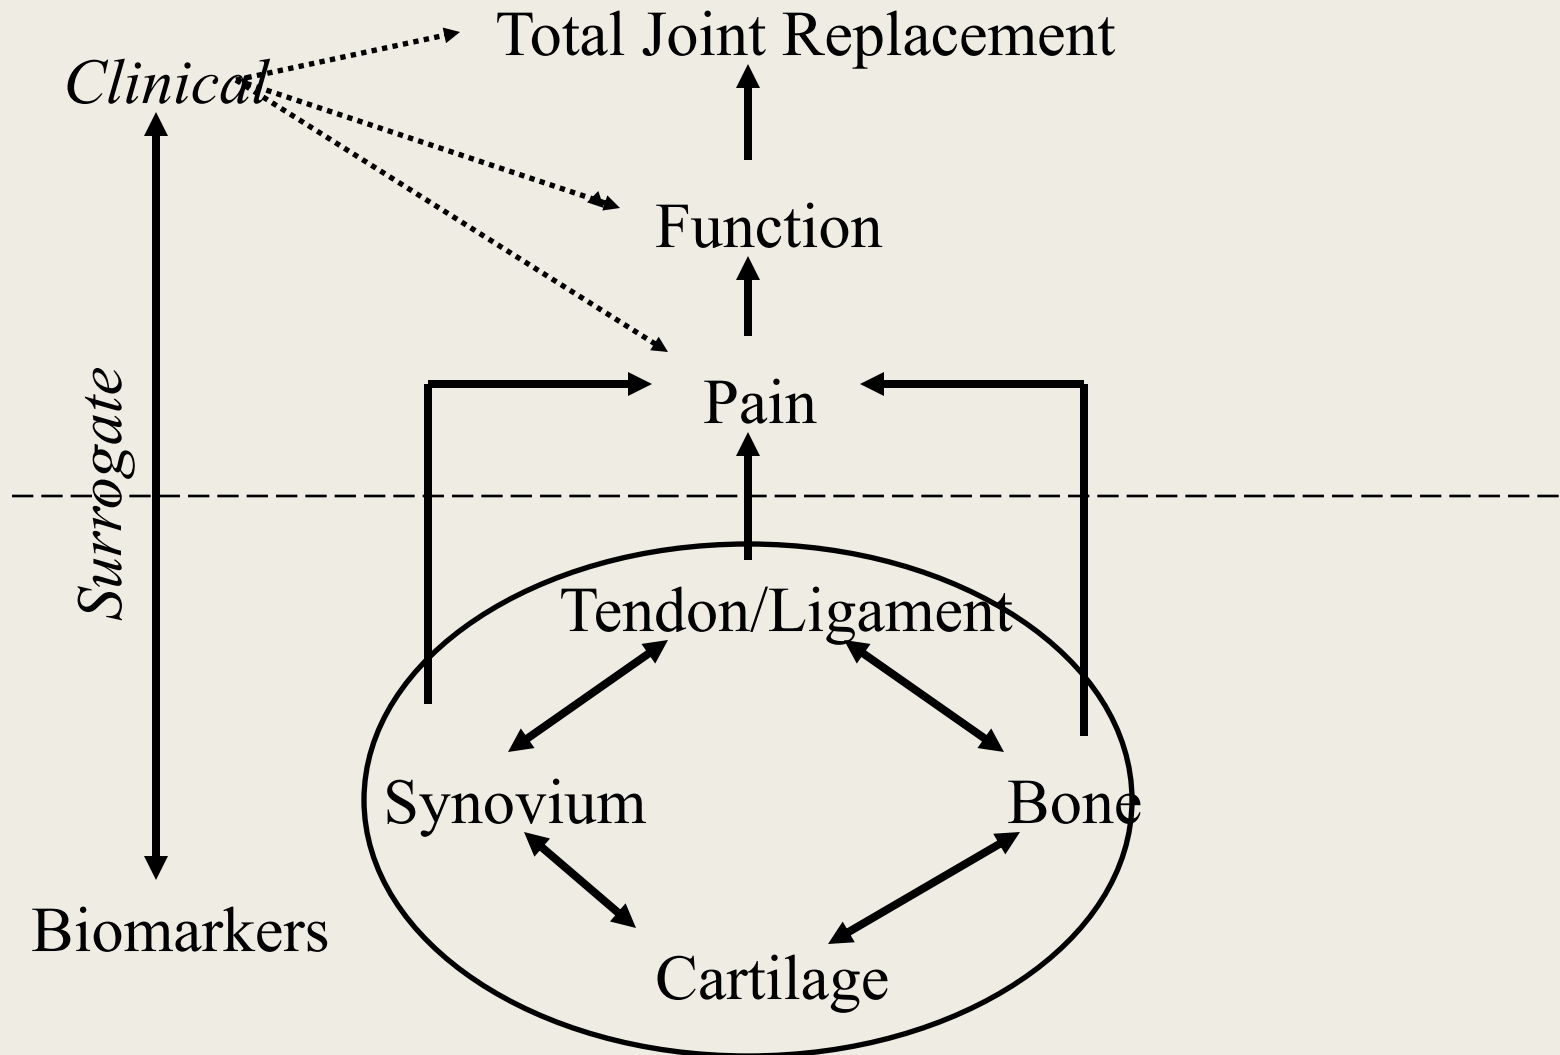 Total Joint Replacement
Clinical
Function
Surrogate
Pain
Tendon/Ligament
Synovium
Bone
Biomarkers
Cartilage